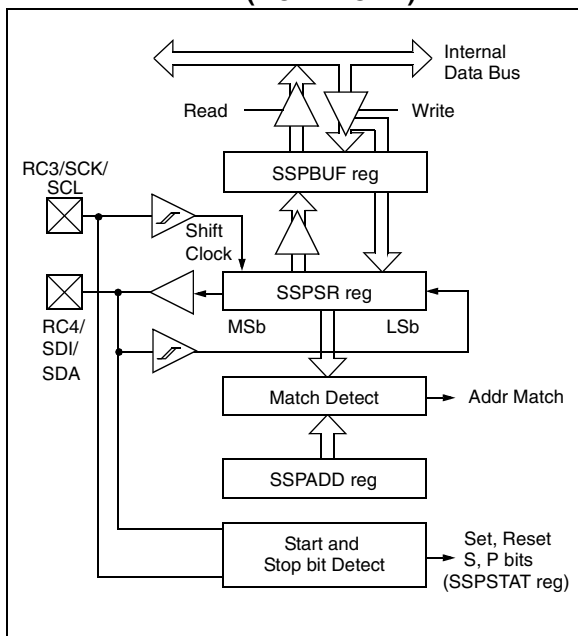 Internal
Data Bus
Read
Write
SSPBUF reg
RC3/SCK/
SCL
Shift
Clock
SSPSR reg
MSb
LSb
RC4/
SDI/
SDA
Match Detect
Addr Match
SSPADD reg
Start and
Stop bit Detect
Set, Reset
S, P bits
(SSPSTAT reg)